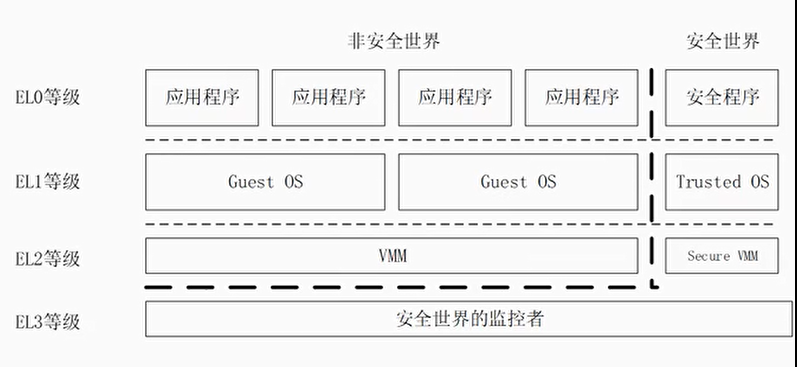 非安全世界 安全世界
EL0等级 应用程序 应用程序 应用程序 应用程序 安全程序
EL1等级 Guest OS Guest OS Trusted OS
EL2等级 VMM Secure VMM
EL3等级 安全世界的监控者